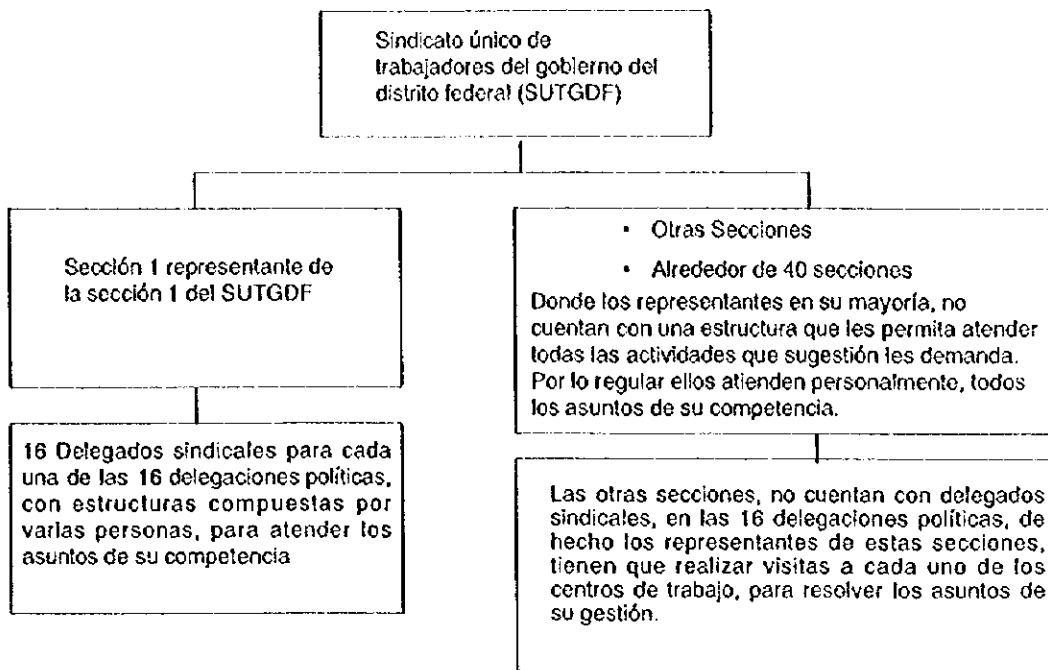 Sindicato único de
trabajadores del gobierno del
distrito federal (SUTGDF)
Sección 1 representante de
la sección 1 del SUTGDF
• Otras Secciones
• Alrededor de 40 secciones
Donde los representantes en su mayoría, no
cuentan con una estructura que les permita atender
todas las actividades que sugestión les demanda.
Por lo regular ellos atienden personalmente, todos
los asuntos de su competencia.
16 Delegados sindicales para cada
una de las 16 delegaciones políticas,
con estructuras compuestas por
varias personas, para atender los
asuntos de su competencia
Las otras secciones, no cuentan con delegados
sindicales, en las 16 delegaciones políticas, de
hecho los representantes de estas secciones,
tienen que realizar visitas a cada uno de los
centros de trabajo, para resolver los asuntos de
su gestión.